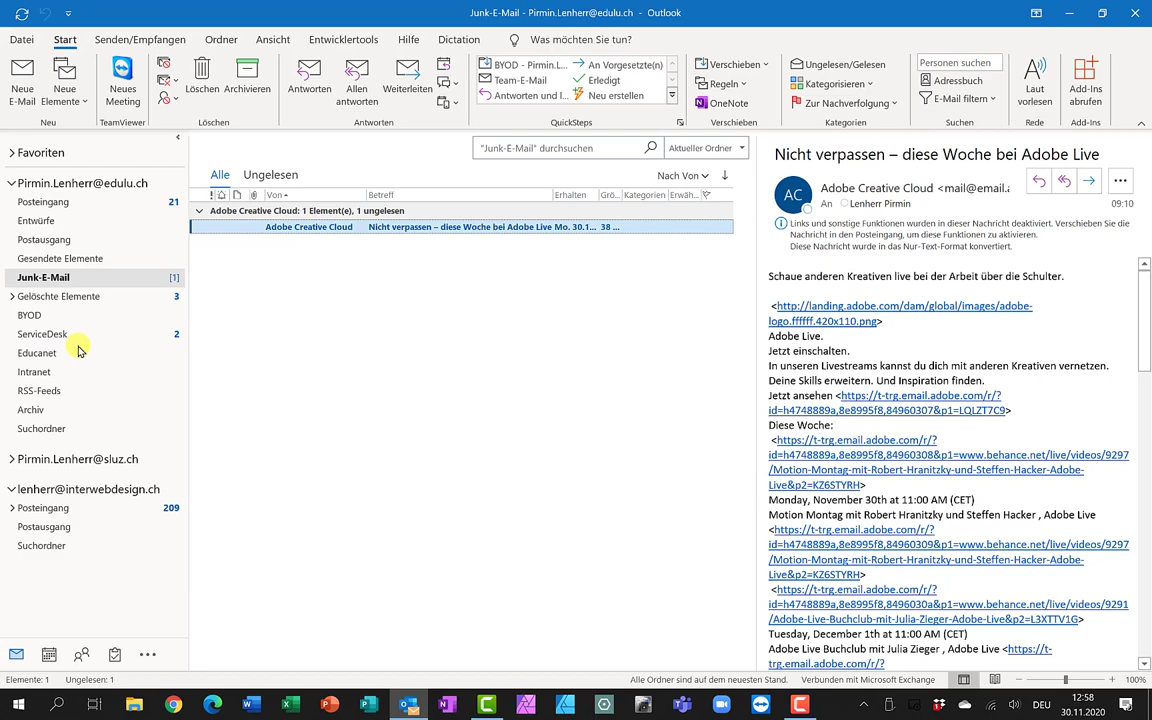 Junk-E-Mail - Pirmin.Lenherr@edulu.ch - Outlook
Datei Start Senden/Empfangen Ordner Ansicht Entwicklertools Hilfe Dictation Was möchten Sie tun?
Neue E-Mail
Neue Elemente
Neues Meeting
Löschen
Archivieren
Antworten
Allen antworten
Weiterleiten
BYOD - Pirmin.L...
An Vorgesetzte(n)
Team-E-Mail
Erledigt
Antworten und l...
Neu erstellen
Verschieben
Regeln
OneNote
Ungelesen/Gelesen
Kategorisieren
Zur Nachverfolgung
Personen suchen
Adressbuch
E-Mail filtern
Laut vorlesen
Add-Ins abrufen
Neu TeamViewer Löschen Antworten QuickSteps Verschieben Kategorien Suchen Rede Add-Ins
Favoriten
Pirmin.Lenherr@edulu.ch
Posteingang 21
Entwürfe
Postausgang
Gesendete Elemente
Junk-E-Mail [1]
Gelöschte Elemente 3
BYOD
ServiceDesk 2
Educanet
Intranet
RSS-Feeds
Archiv
Suchordner
Pirmin.Lenherr@sluz.ch
lenherr@interwebdesign.ch
Posteingang 209
Postausgang
Suchordner
"Junk-E-Mail" durchsuchen
Aktueller Ordner
Alle Ungelesen
Nach Von
Von Betreff Erhalten Grö... Kategorien Erwäh...
Adobe Creative Cloud: 1 Element(e), 1 ungelesen
Adobe Creative Cloud Nicht verpassen – diese Woche bei Adobe Live Mo. 30.1... 38 ...
Nicht verpassen – diese Woche bei Adobe Live
AC
Adobe Creative Cloud <mail@email.a
An Lenherr Pirmin
09:10
Links und sonstige Funktionen wurden in dieser Nachricht deaktiviert. Verschieben Sie die
Nachricht in den Posteingang, um diese Funktionen zu aktivieren.
Diese Nachricht wurde in das Nur-Text-Format konvertiert.
Schaue anderen Kreativen live bei der Arbeit über die Schulter.
<http://landing.adobe.com/dam/global/images/adobe-
logo.ffffff.420x110.png>
Adobe Live.
Jetzt einschalten.
In unseren Livestreams kannst du dich mit anderen Kreativen vernetzen.
Deine Skills erweitern. Und Inspiration finden.
Jetzt ansehen <https://t-trg.email.adobe.com/r/?
id=h4748889a,8e8995f8,84960307&p1=LQLZT7C9>
Diese Woche:
<https://t-trg.email.adobe.com/r/?
id=h4748889a,8e8995f8,84960308&p1=www.behance.net/live/videos/9297
/Motion-Montag-mit-Robert-Hranitzky-und-Steffen-Hacker-Adobe-
Live&p2=KZ6STYRH>
Monday, November 30th at 11:00 AM (CET)
Motion Montag mit Robert Hranitzky und Steffen Hacker , Adobe Live
<https://t-trg.email.adobe.com/r/?
id=h4748889a,8e8995f8,84960309&p1=www.behance.net/live/videos/9297
/Motion-Montag-mit-Robert-Hranitzky-und-Steffen-Hacker-Adobe-
Live&p2=KZ6STYRH>
<https://t-trg.email.adobe.com/r/?
id=h4748889a,8e8995f8,8496030a&p1=www.behance.net/live/videos/9291
/Adobe-Live-Buchclub-mit-Julia-Zieger-Adobe-Live&p2=L3XTTV1G>
Tuesday, December 1th at 11:00 AM (CET)
Adobe Live Buchclub mit Julia Zieger , Adobe Live <https://t-
trg.email.adobe.com/r/?
Elemente: 1 Ungelesen: 1
Alle Ordner sind auf dem neuesten Stand. Verbunden mit Microsoft Exchange
100%
DEU
12:58
30.11.2020